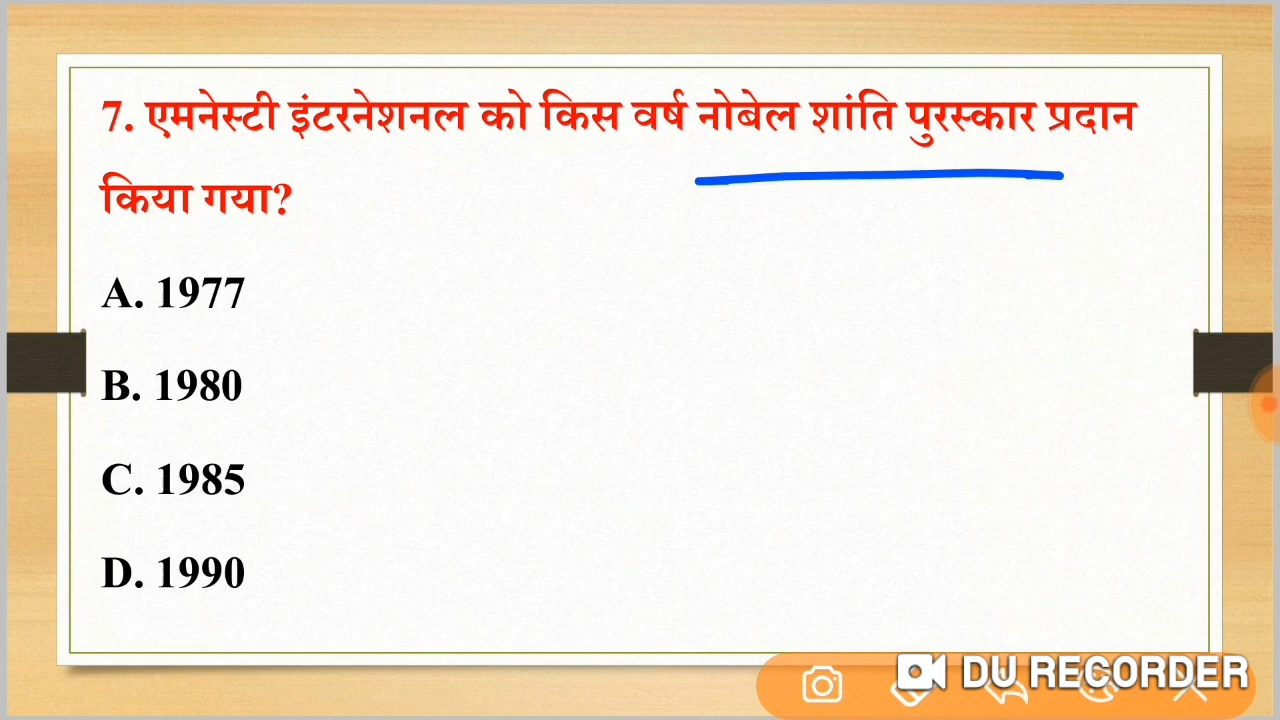 7. एमनेस्टी इंटरनेशनल को किस वर्ष नोबेल शांति पुरस्कार प्रदान
किया गया?
A. 1977
B. 1980
C. 1985
D. 1990
DU RECORDER